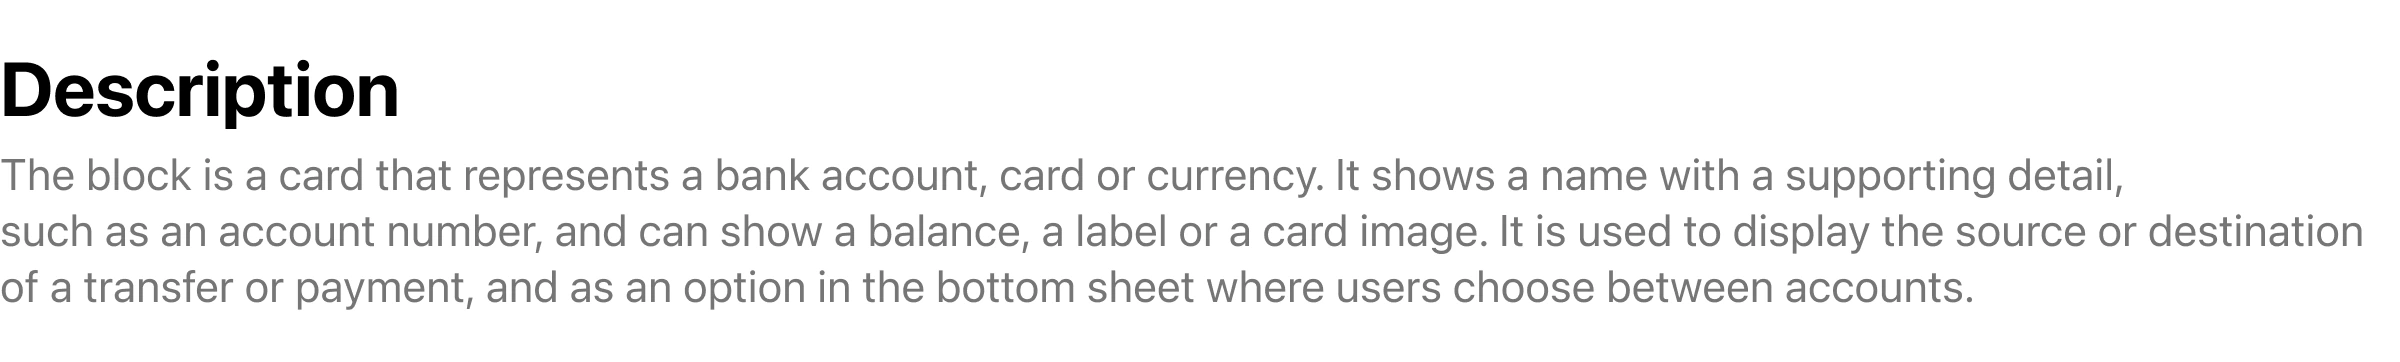 Description
The block is a card that represents a bank account, card or currency. It shows a name with a supporting detail,
such as an account number, and can show a balance, a label or a card image. It is used to display the source or destination
of a transfer or payment, and as an option in the bottom sheet where users choose between accounts.